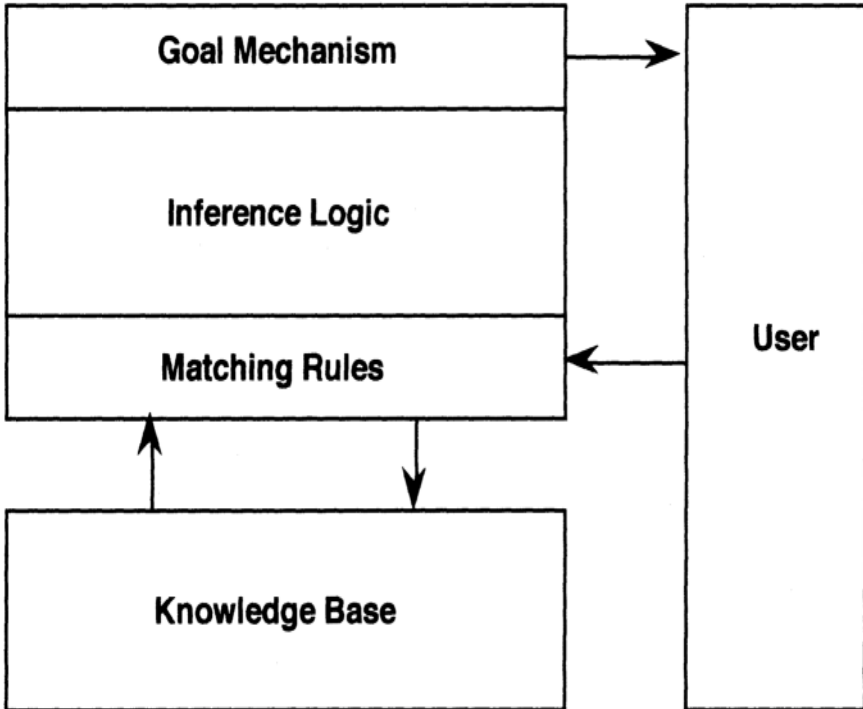 Goal Mechanism
Inference Logic
Matching Rules
User
Knowledge Base